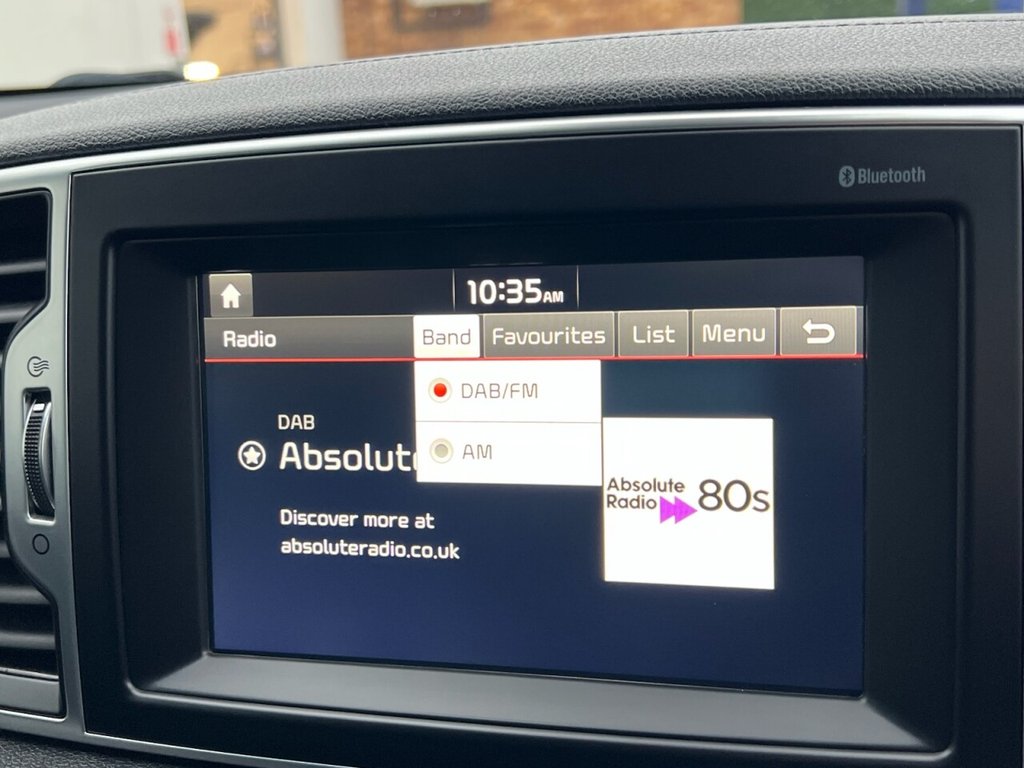 Bluetooth
10:35AM
Radio Band Favourites List Menu
DAB/FM
DAB
Absolut
AM
Absolute
Radio 80s
Discover more at
absoluteradio.co.uk